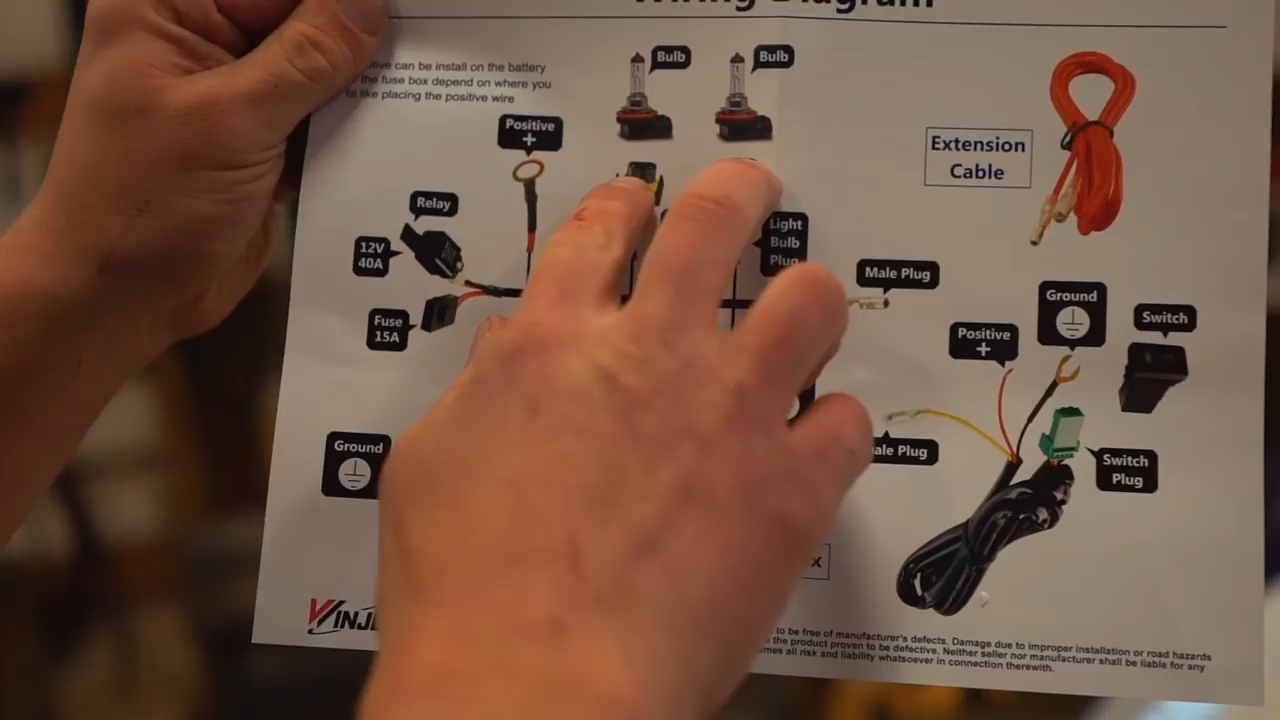 Wiring Diagram
can be install on the battery
the fuse box depend on where you
like placing the positive wire
Bulb
Bulb
Positive
+
Extension
Cable
Relay
12V
40A
Light
Bulb
Plug
Male Plug
Ground
Switch
Fuse
15A
Positive
+
Ground
Male Plug
Switch
Plug
x
to be free of manufacturer's defects. Damage due to improper installation or road hazards
the product proven to be defective. Neither seller nor manufacturer shall be liable for any
all risk and liability whatsoever in connection therewith.